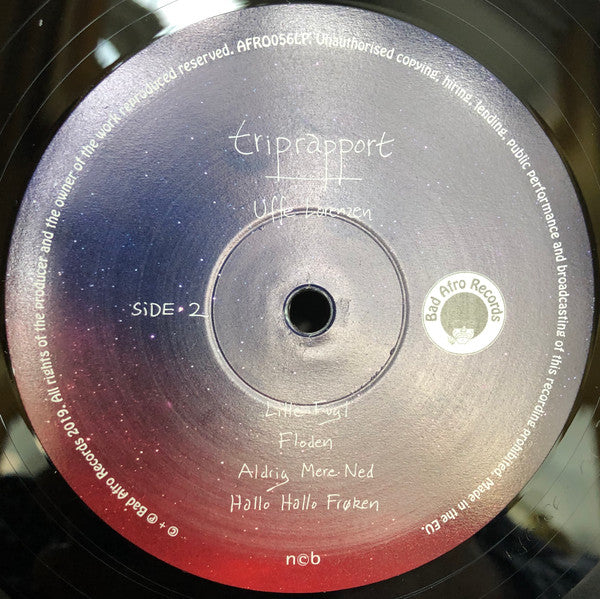 © + ℗ Bad Afro Records 2019. All rights of the producer and the owner of the work reproduced reserved. AFRO056LP. Unauthorised copying, hiring, lending, public performance and broadcasting of this recording prohibited. Made in the EU.
triprapport
Uffe Lorenzen
SiDE 2
Bad Afro Records
Lille Fugl
Floden
Aldrig Mere Ned
Hallo Hallo Frøken
n©b